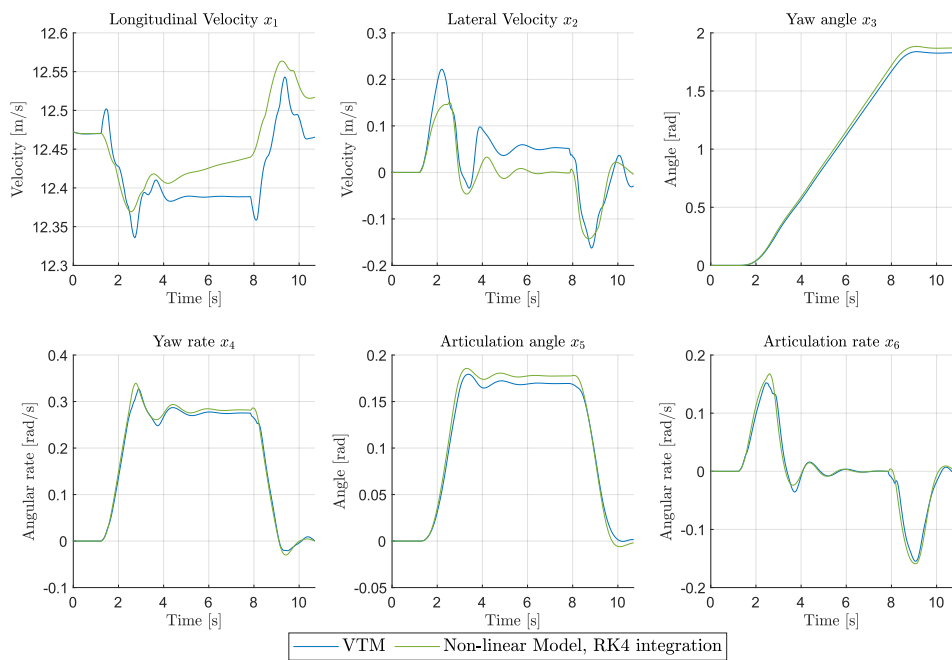 Longitudinal Velocity x₁
Velocity [m/s]
12.6
12.55
12.5
12.45
12.4
12.35
12.3
0 2 4 6 8 10
Time [s]
Lateral Velocity x₂
Velocity [m/s]
0.3
0.2
0.1
0
-0.1
-0.2
0 2 4 6 8 10
Time [s]
Yaw angle x₃
Angle [rad]
2
1.5
1
0.5
0
0 2 4 6 8 10
Time [s]
Yaw rate x₄
Angular rate [rad/s]
0.4
0.3
0.2
0.1
0
-0.1
0 2 4 6 8 10
Time [s]
Articulation angle x₅
Angle [rad]
0.2
0.15
0.1
0.05
0
-0.05
0 2 4 6 8 10
Time [s]
Articulation rate x₆
Angular rate [rad/s]
0.2
0.1
0
-0.1
-0.2
0 2 4 6 8 10
Time [s]
VTM Non-linear Model, RK4 integration